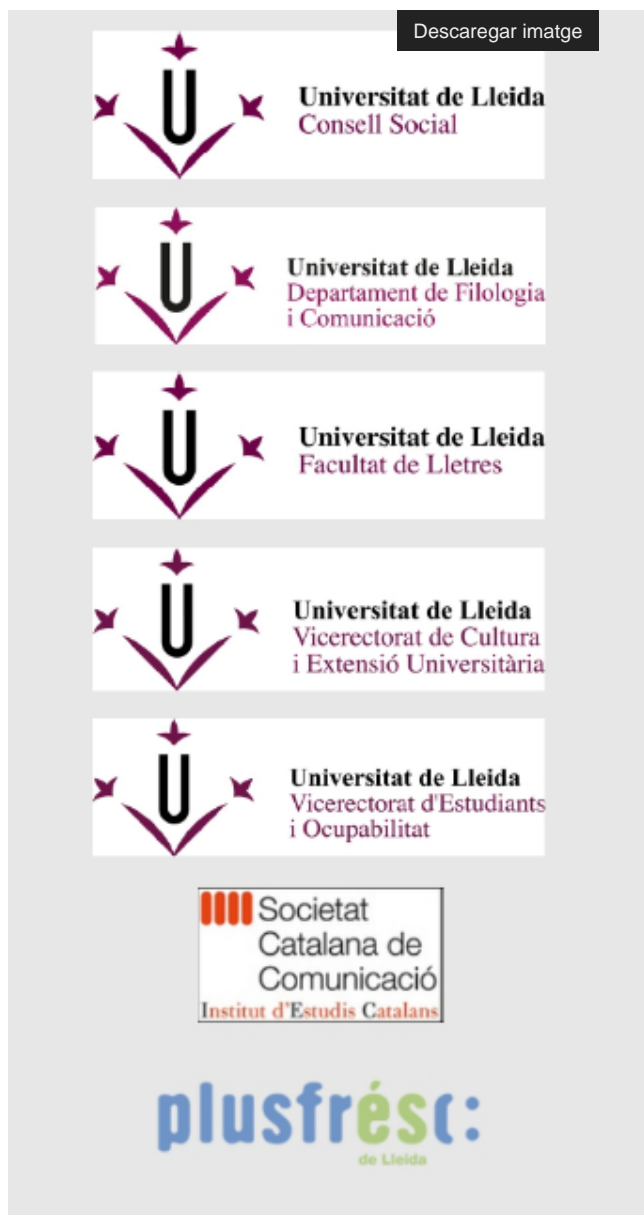 Descaregar imatge
Universitat de Lleida
Consell Social
Universitat de Lleida
Departament de Filologia
i Comunicació
Universitat de Lleida
Facultat de Lletres
Universitat de Lleida
Vicerectorat de Cultura
i Extensió Universitària
Universitat de Lleida
Vicerectorat d'Estudiants
i Ocupabilitat
Societat
Catalana de
Comunicació
Institut d'Estudis Catalans
plusfrésc:
de Lleida